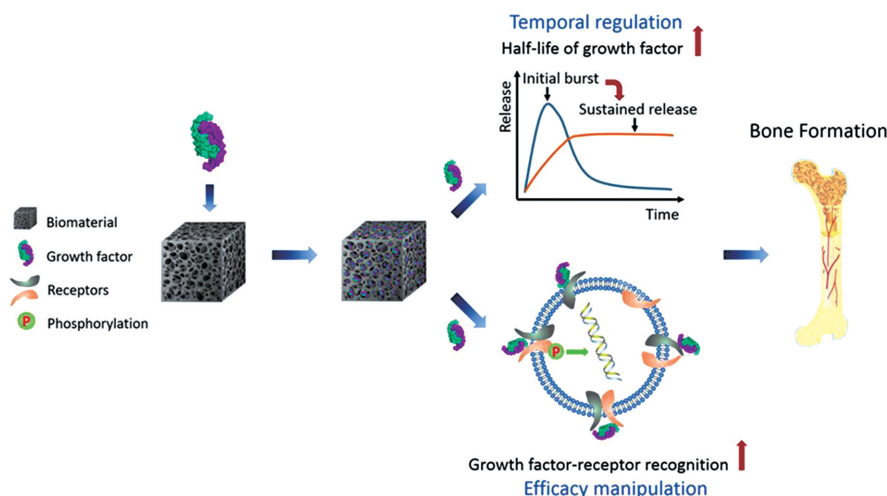 Temporal regulation
Half-life of growth factor
Initial burst
Sustained release
Release
Time
Bone Formation
Biomaterial
Growth factor
Receptors
P Phosphorylation
P
Growth factor-receptor recognition
Efficacy manipulation